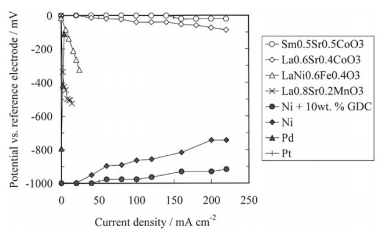 Potential vs. reference electrode / mV
0
-200
-400
-600
-800
-1000
0 50 100 150 200 250
Current density / mA cm⁻²
Sm0.5Sr0.5CoO3
La0.6Sr0.4CoO3
LaNi0.6Fe0.4O3
La0.8Sr0.2MnO3
Ni + 10wt. % GDC
Ni
Pd
Pt